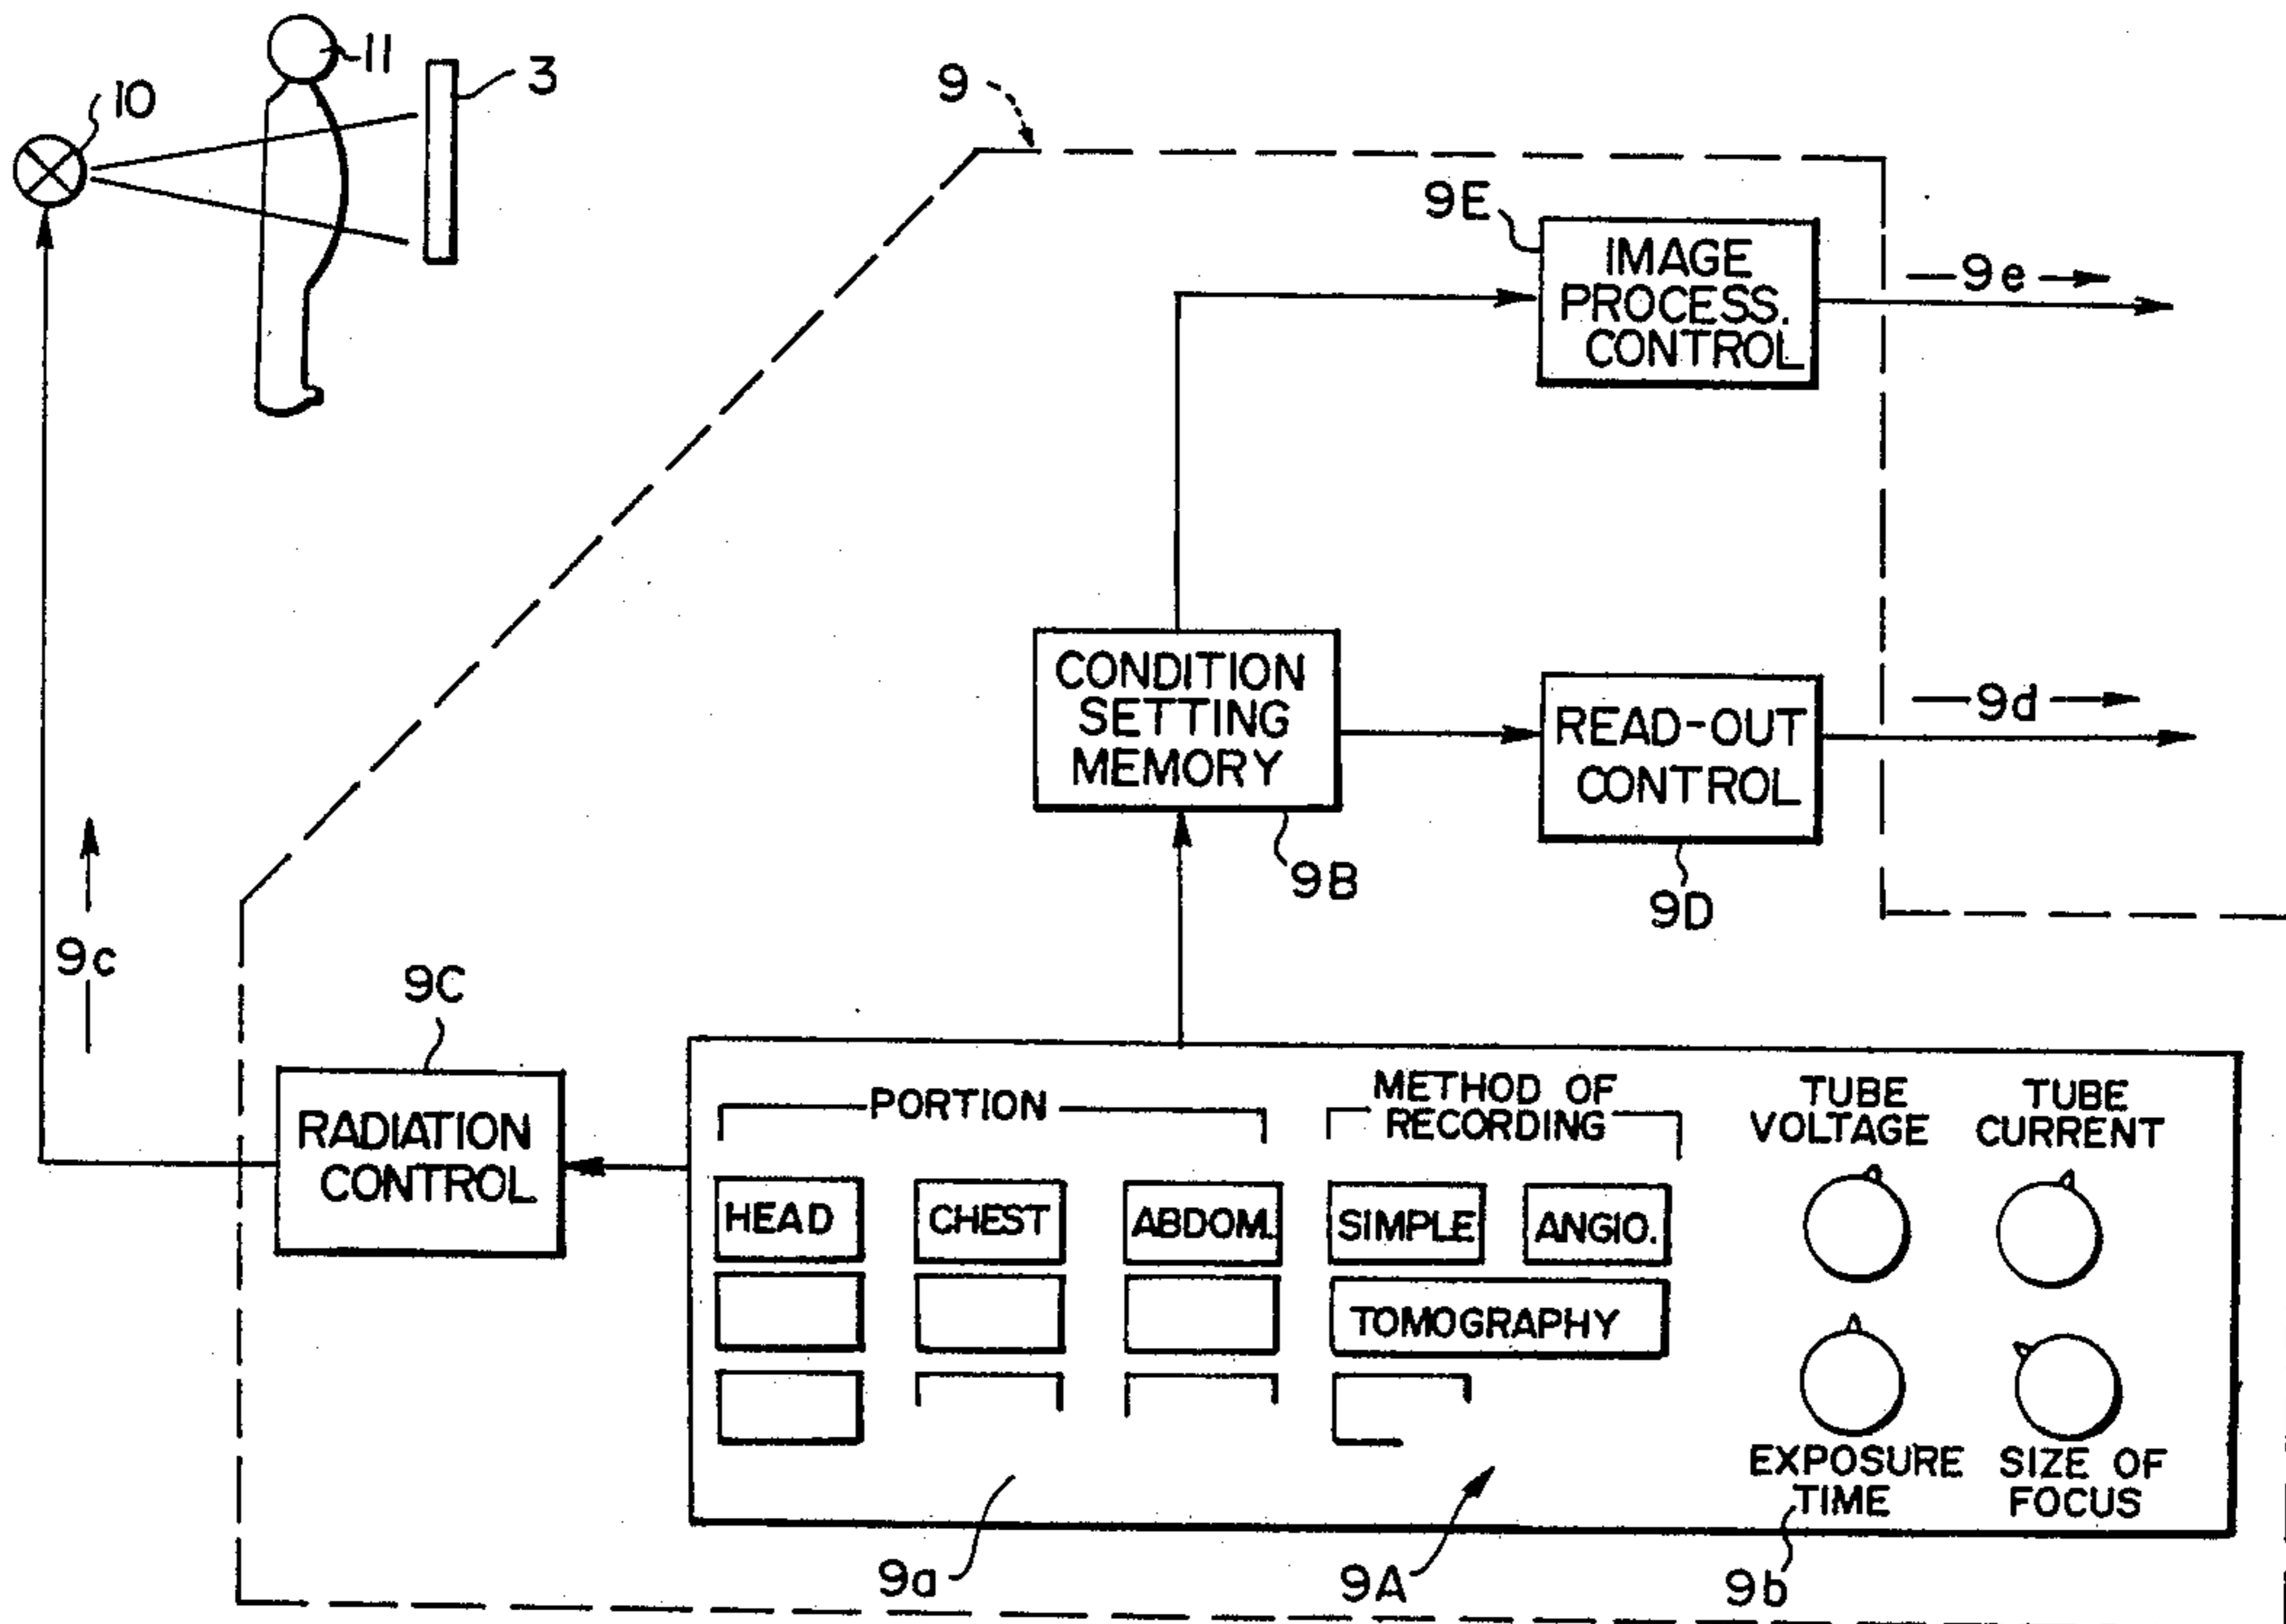 11
3
10
9
9E
IMAGE
PROCESS.
CONTROL
9e
CONDITION
SETTING
MEMORY
9B
READ-OUT
CONTROL
9d
9D
9c
9C
RADIATION
CONTROL
PORTION
METHOD OF
RECORDING
TUBE
VOLTAGE
TUBE
CURRENT
HEAD
CHEST
ABDOM.
SIMPLE
ANGIO.
TOMOGRAPHY
EXPOSURE
TIME
SIZE OF
FOCUS
9a
9A
9b